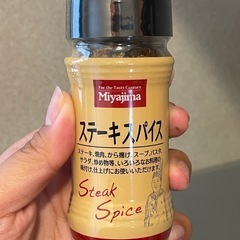 For the Tasty Century
Miyajima
ステーキスパイス
ステーキ、焼肉、から揚げ、スープ、パスタ、
サラダ、炒め物等、いろいろなお料理の
味付け、仕上げにお使いいただけます。
Steak
Spice